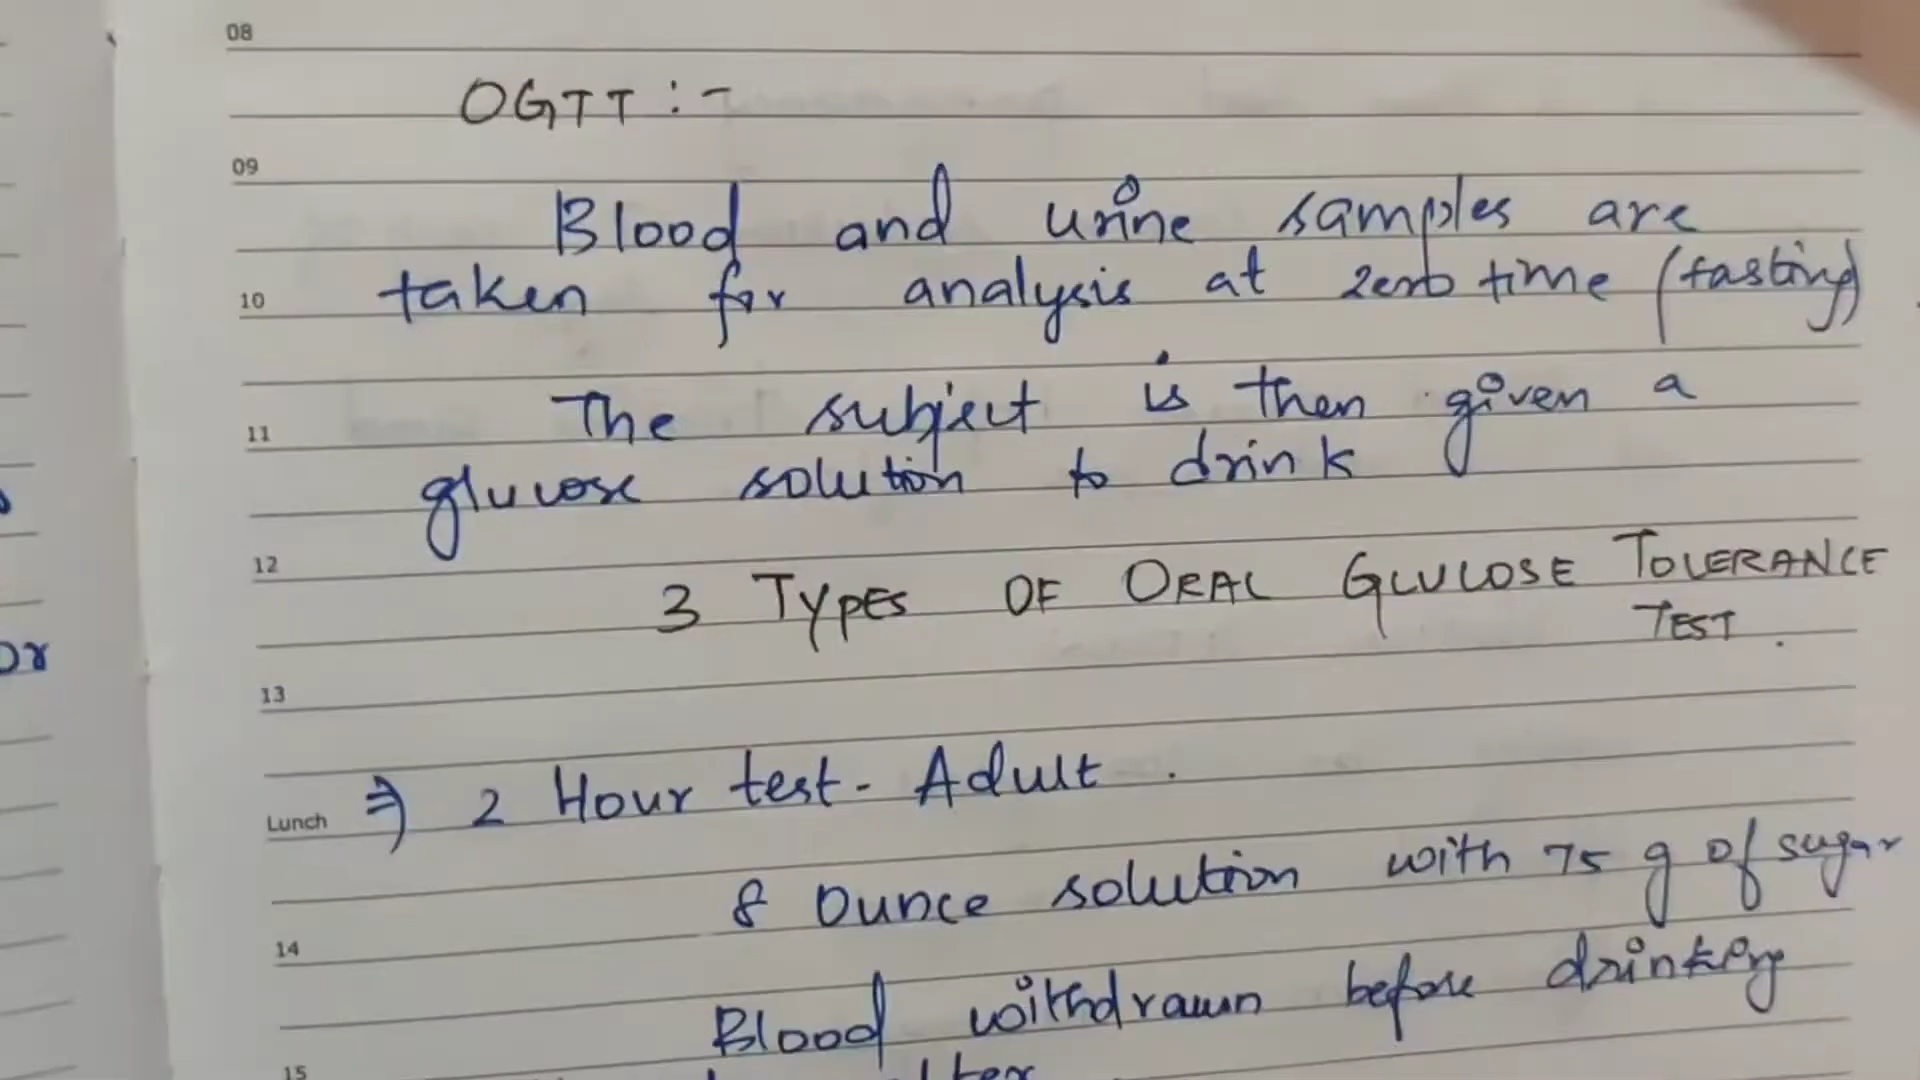 08
OGTT :-
09
Blood and urine samples are
10 taken for analysis at zero time (fasting)
11 The subject is then given a
glucose solution to drink
12
3 TYPES OF ORAL GLUCOSE TOLERANCE
TEST.
13
Lunch ⇒ 2 Hour test - Adult.
8 Ounce solution with 75 g of sugar
14
Blood withdrawn before drinking
15
or